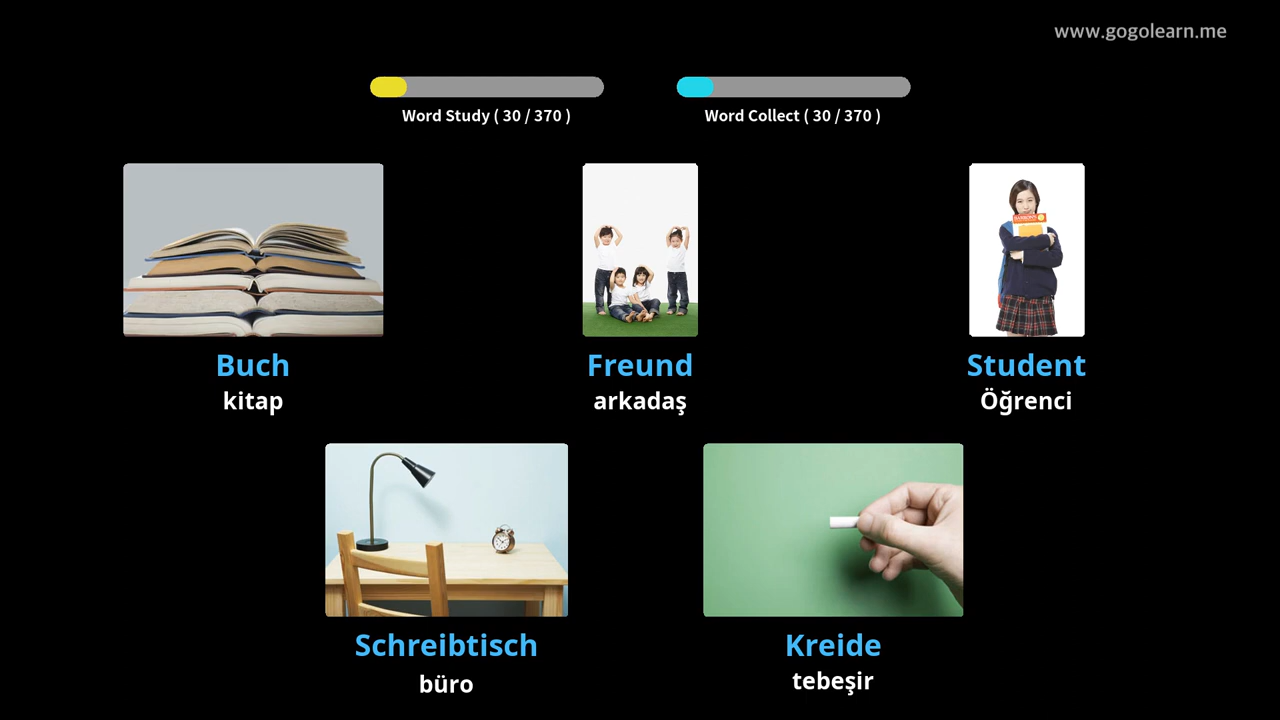 www.gogolearn.me
Word Study ( 30 / 370 )
Word Collect ( 30 / 370 )
Buch
kitap
Freund
arkadaş
Student
Öğrenci
Schreibtisch
büro
Kreide
tebeşir